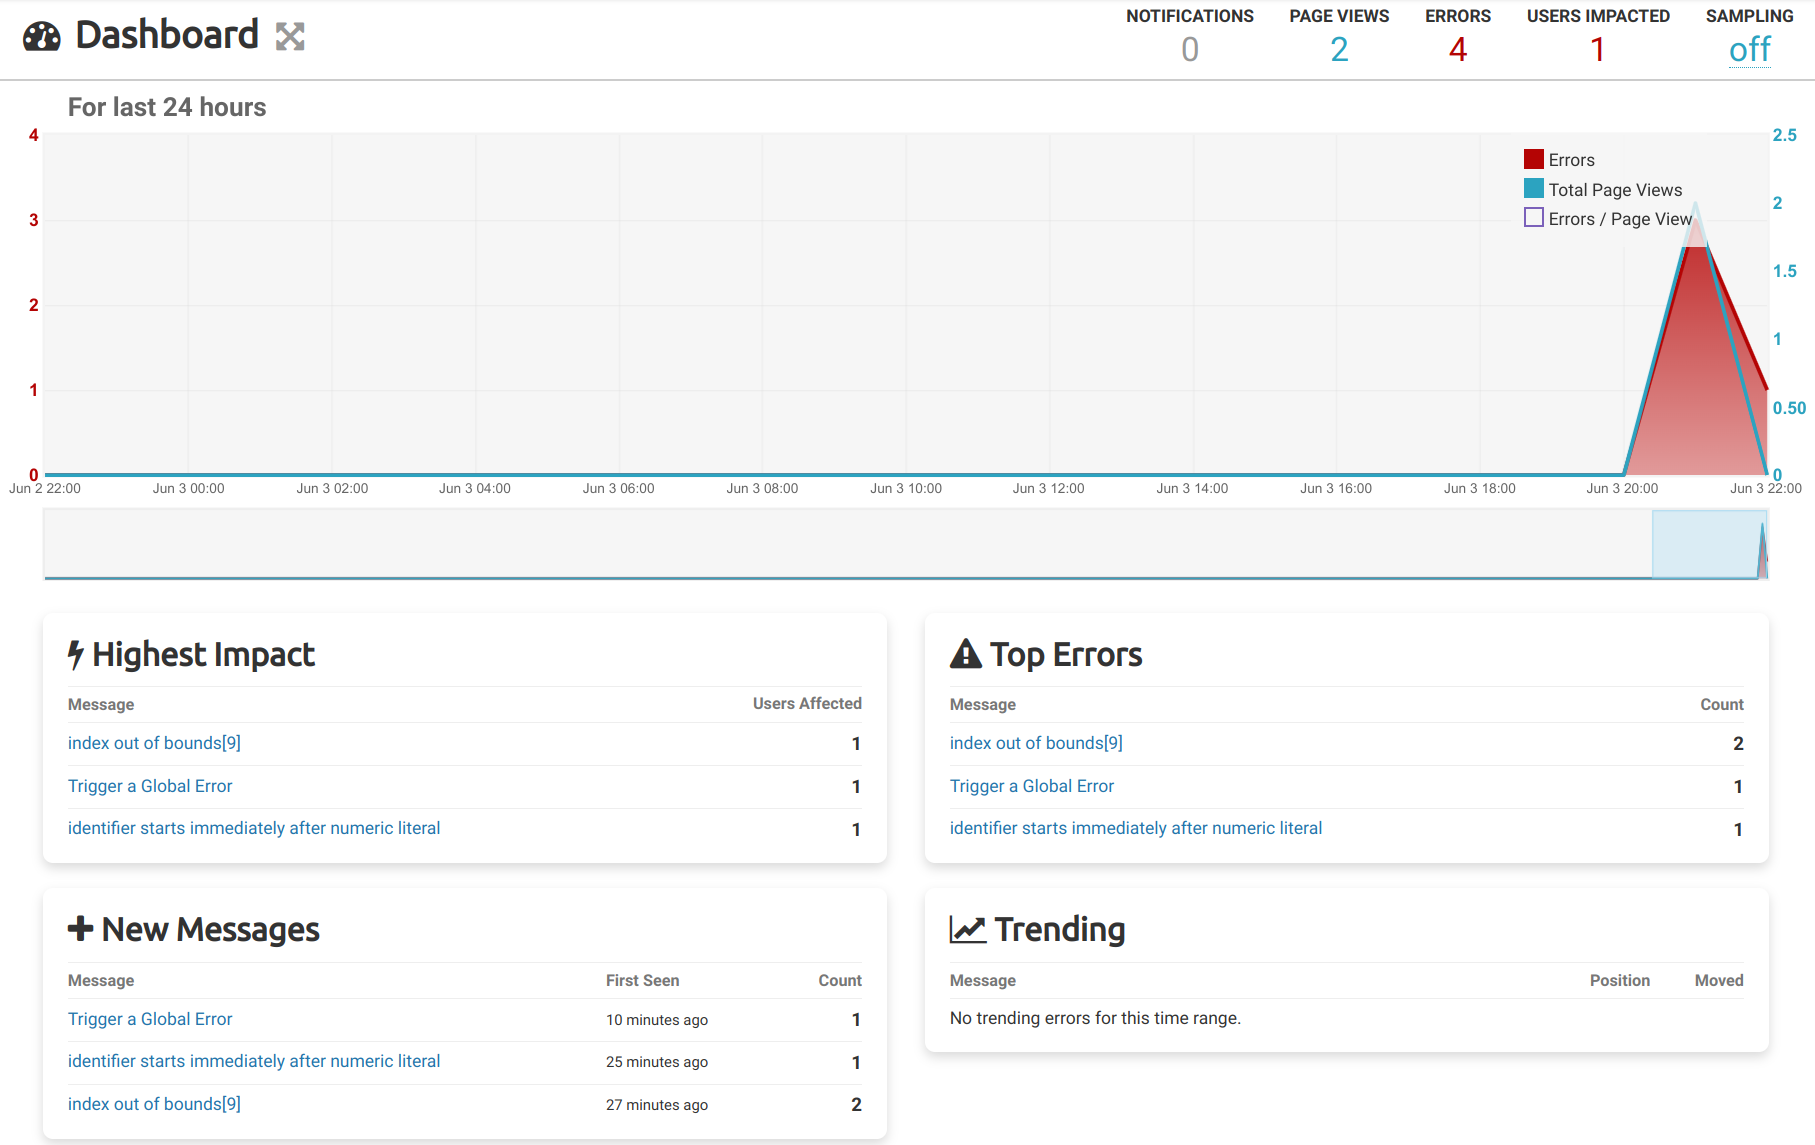 Dashboard
NOTIFICATIONS PAGE VIEWS ERRORS USERS IMPACTED SAMPLING
0 2 4 1 off
For last 24 hours
4 2.5
Errors
Total Page Views
2
Errors / Page View
3
1.5
2
1
1
0.50
0 0
Jun 2 22:00 Jun 3 00:00 Jun 3 02:00 Jun 3 04:00 Jun 3 06:00 Jun 3 08:00 Jun 3 10:00 Jun 3 12:00 Jun 3 14:00 Jun 3 16:00 Jun 3 18:00 Jun 3 20:00 Jun 3 22:00
Highest Impact
Message Users Affected
index out of bounds[9] 1
Trigger a Global Error 1
identifier starts immediately after numeric literal 1
Top Errors
Message Count
index out of bounds[9] 2
Trigger a Global Error 1
identifier starts immediately after numeric literal 1
New Messages
Message First Seen Count
Trigger a Global Error 10 minutes ago 1
identifier starts immediately after numeric literal 25 minutes ago 1
index out of bounds[9] 27 minutes ago 2
Trending
Message Position Moved
No trending errors for this time range.